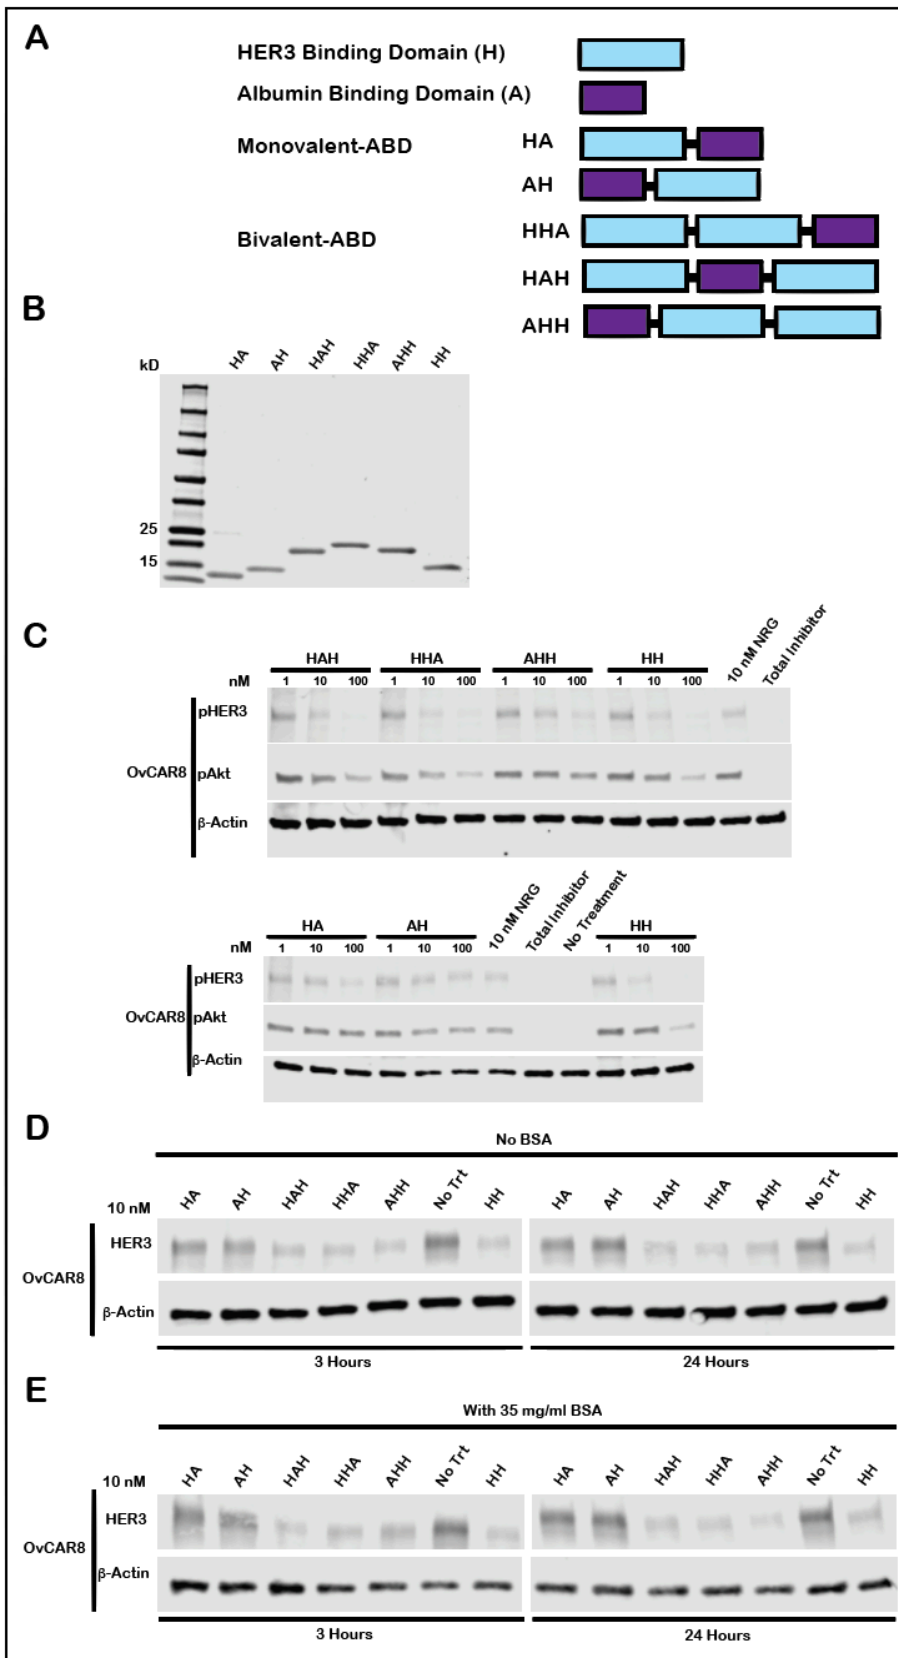 A
HER3 Binding Domain (H)
Albumin Binding Domain (A)
Monovalent-ABD
HA
AH
Bivalent-ABD
HHA
HAH
AHH
B
kD
HA AH HAH HHA AHH HH
25
15
C
HAH HHA AHH HH 10 nM NRG Total Inhibitor
nM 1 10 100 1 10 100 1 10 100 1 10 100
pHER3
OvCAR8 pAkt
β-Actin
HA AH 10 nM NRG Total Inhibitor No Treatment HH
nM 1 10 100 1 10 100 1 10 100
pHER3
OvCAR8 pAkt
β-Actin
D
No BSA
10 nM HA AH HAH HHA AHH No Trt HH HA AH HAH HHA AHH No Trt HH
HER3
OvCAR8
β-Actin
3 Hours 24 Hours
E
With 35 mg/ml BSA
10 nM HA AH HAH HHA AHH No Trt HH HA AH HAH HHA AHH No Trt HH
HER3
OvCAR8
β-Actin
3 Hours 24 Hours